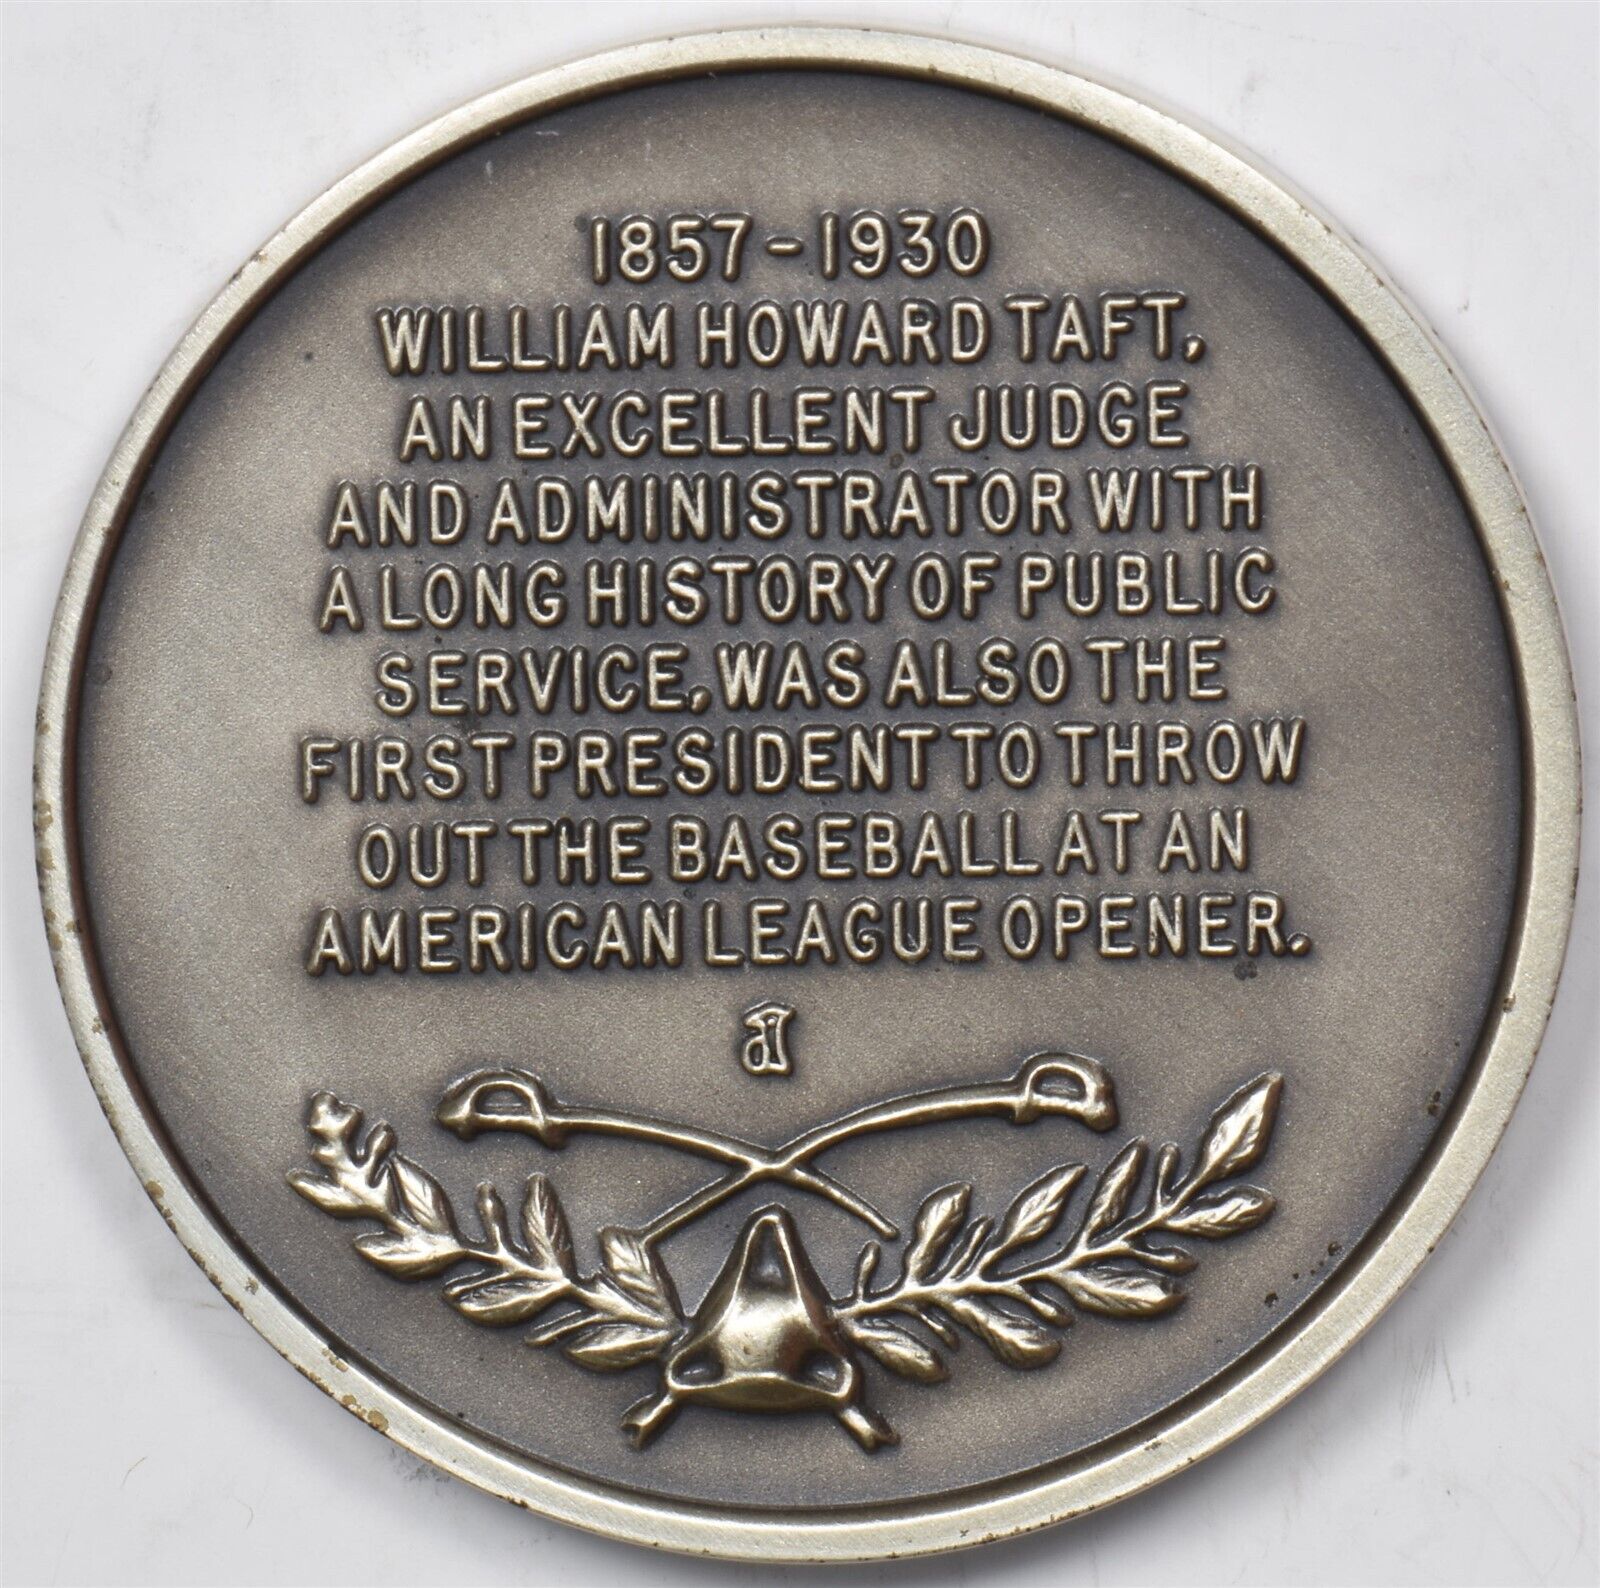 1857-1930
WILLIAM HOWARD TAFT,
AN EXCELLENT JUDGE
AND ADMINISTRATOR WITH
A LONG HISTORY OF PUBLIC
SERVICE, WAS ALSO THE
FIRST PRESIDENT TO THROW
OUT THE BASEBALL AT AN
AMERICAN LEAGUE OPENER.